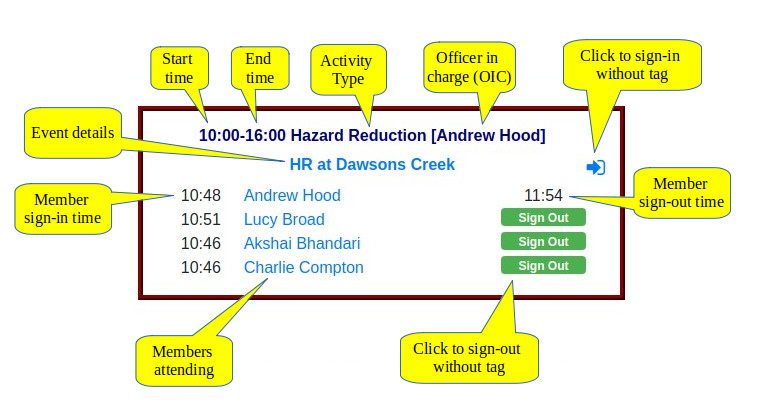 Start
time
End
time
Activity
Type
Officer in
charge (OIC)
Click to sign-in
without tag
Event details
10:00-16:00 Hazard Reduction [Andrew Hood]
HR at Dawsons Creek
Member
sign-in time
10:48 Andrew Hood 11:54
10:51 Lucy Broad Sign Out
10:46 Akshai Bhandari Sign Out
10:46 Charlie Compton Sign Out
Member
sign-out time
Members
attending
Click to sign-out
without tag